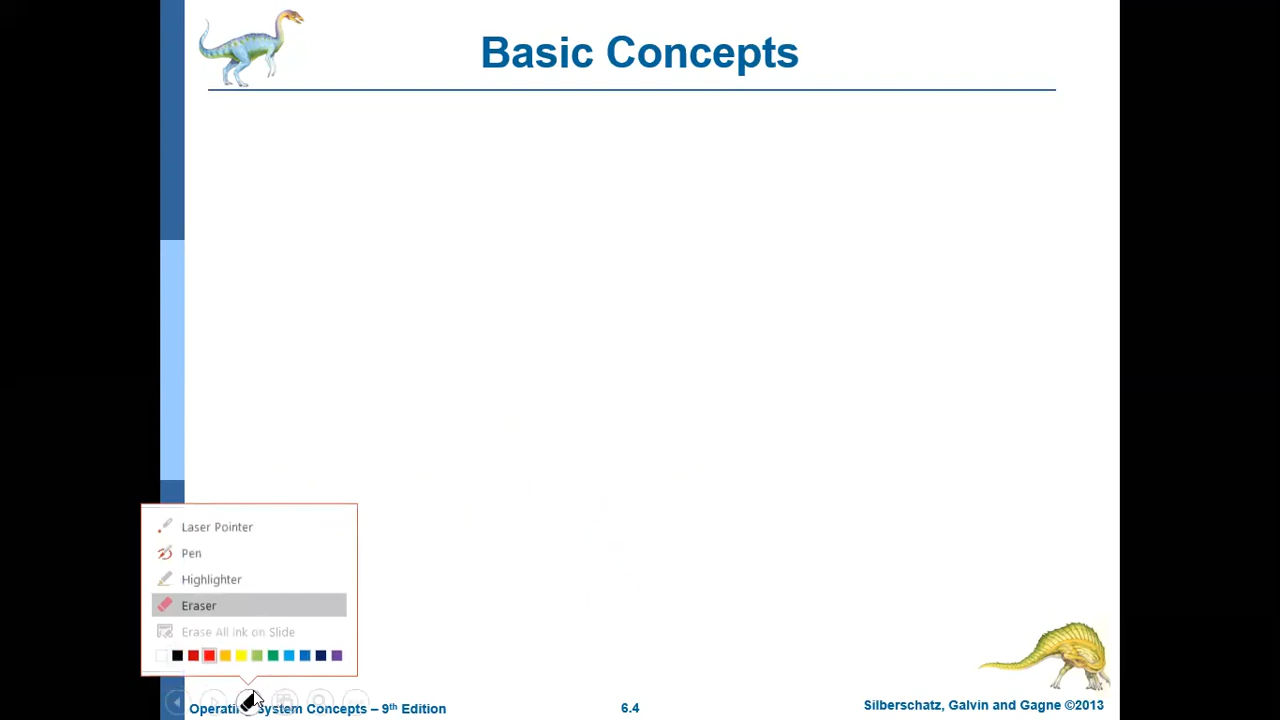 Basic Concepts
Laser Pointer
Pen
Highlighter
Eraser
Erase All Ink on Slide
Operating System Concepts – 9th Edition
6.4
Silberschatz, Galvin and Gagne ©2013